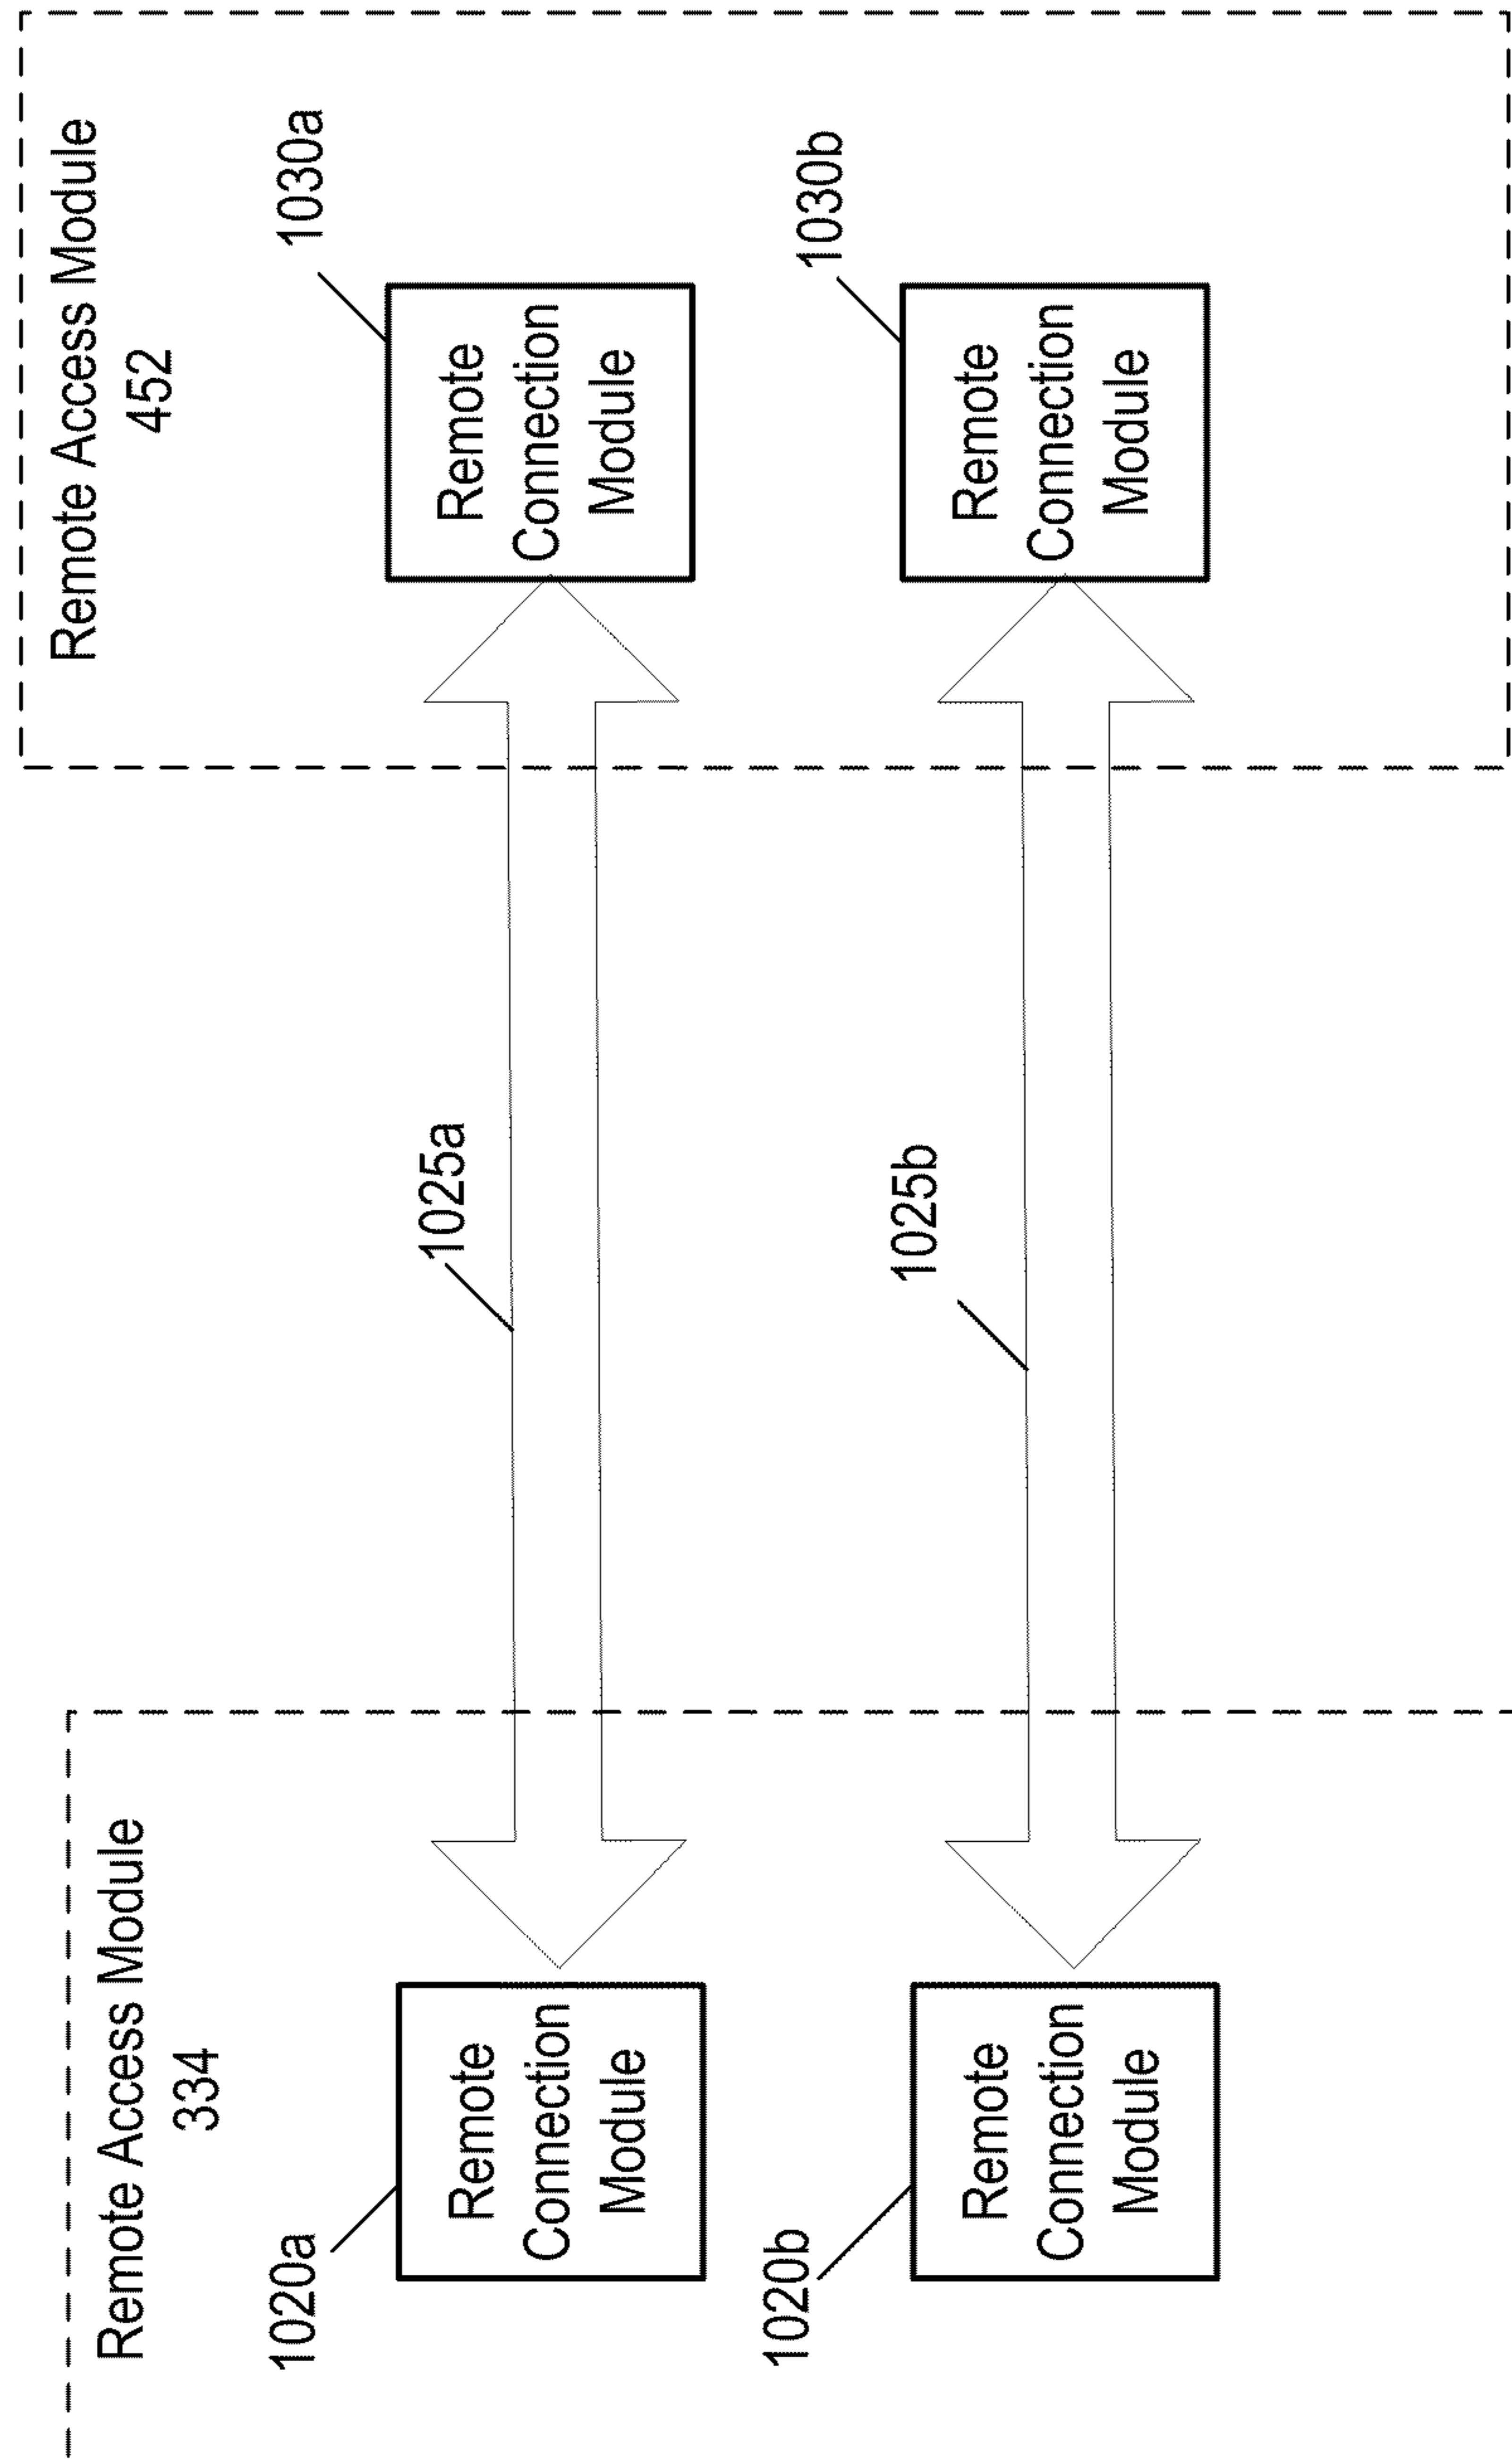 Remote Access Module
334
1020a
Remote
Connection
Module
1020b
Remote
Connection
Module
1025a
1025b
Remote Access Module
452
1030a
Remote
Connection
Module
1030b
Remote
Connection
Module